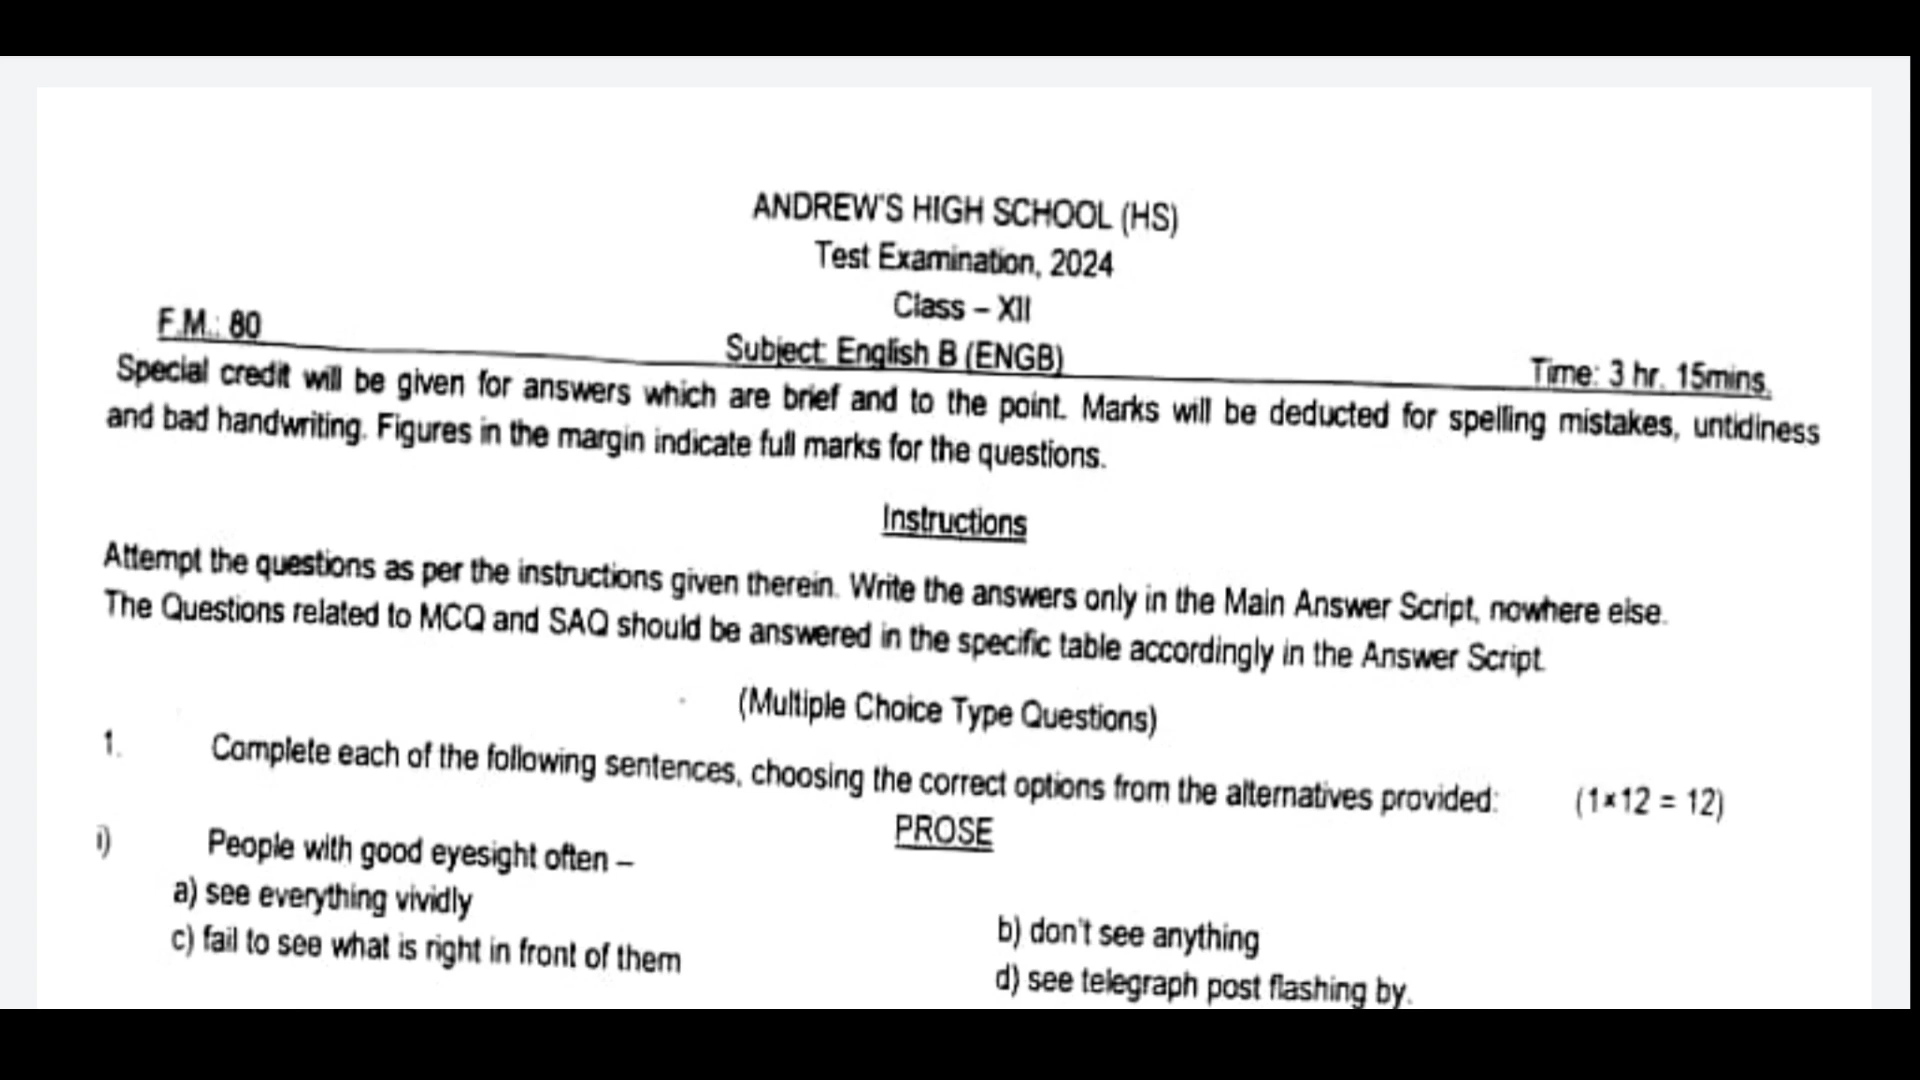 ANDREW'S HIGH SCHOOL (HS)
Test Examination, 2024
Class – XII
F.M.: 80
Subject: English B (ENGB)
Time: 3 hr. 15mins.
Special credit will be given for answers which are brief and to the point. Marks will be deducted for spelling mistakes, untidiness
and bad handwriting. Figures in the margin indicate full marks for the questions.
Instructions
Attempt the questions as per the instructions given therein. Write the answers only in the Main Answer Script, nowhere else.
The Questions related to MCQ and SAQ should be answered in the specific table accordingly in the Answer Script.
(Multiple Choice Type Questions)
1. Complete each of the following sentences, choosing the correct options from the alternatives provided: (1×12 = 12)
PROSE
i) People with good eyesight often –
a) see everything vividly
b) don't see anything
c) fail to see what is right in front of them
d) see telegraph post flashing by.